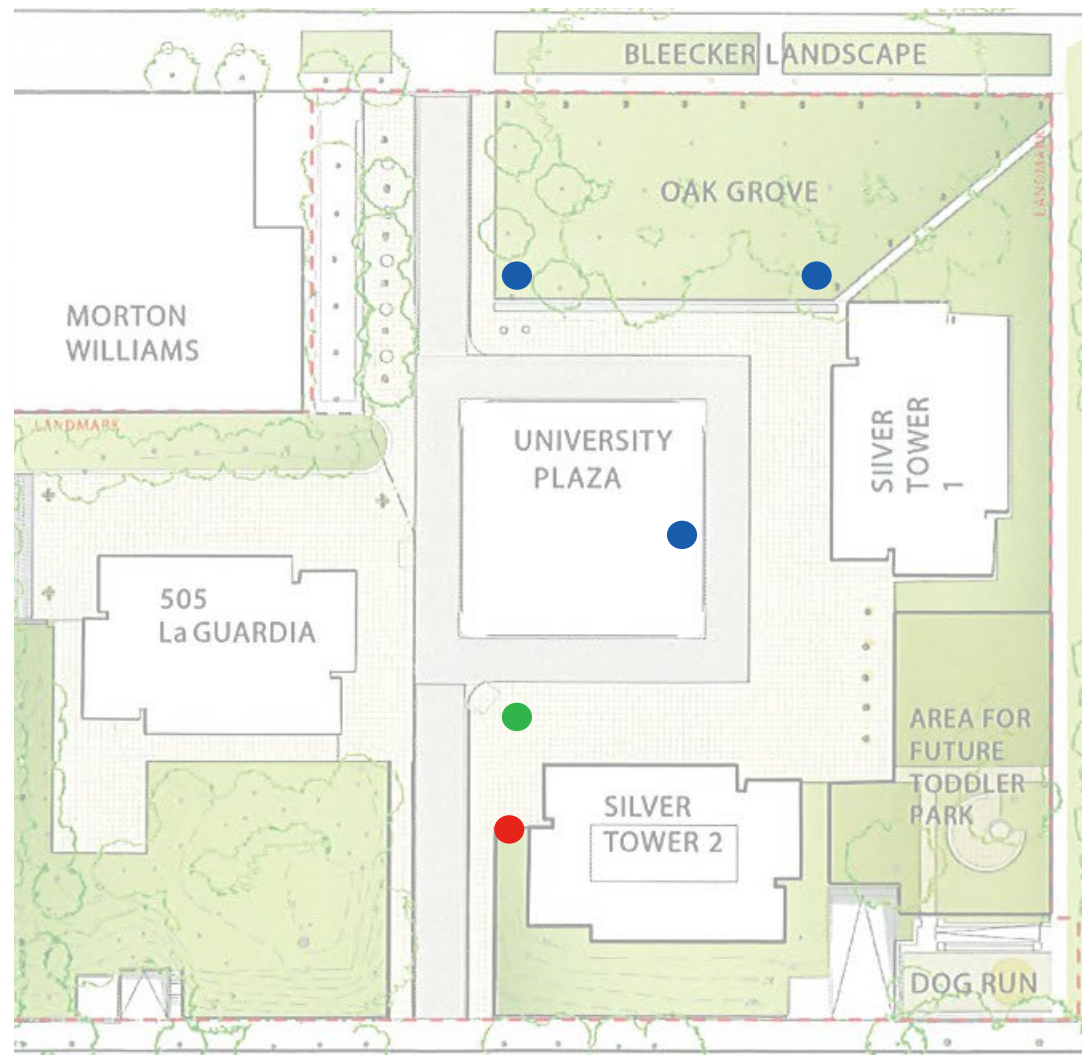 BLEECKER LANDSCAPE
OAK GROVE
LANDMARK
MORTON
WILLIAMS
LANDMARK
UNIVERSITY
PLAZA
SIIVER
TOWER
1
505
La GUARDIA
AREA FOR
FUTURE
TODDLER
PARK
SILVER
TOWER 2
DOG RUN